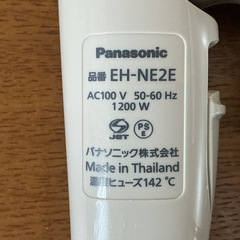 Panasonic
品番 EH-NE2E
AC100 V 50-60 Hz
1200 W
S JET PS E
パナソニック株式会社
Made in Thailand
温度ヒューズ142 ℃